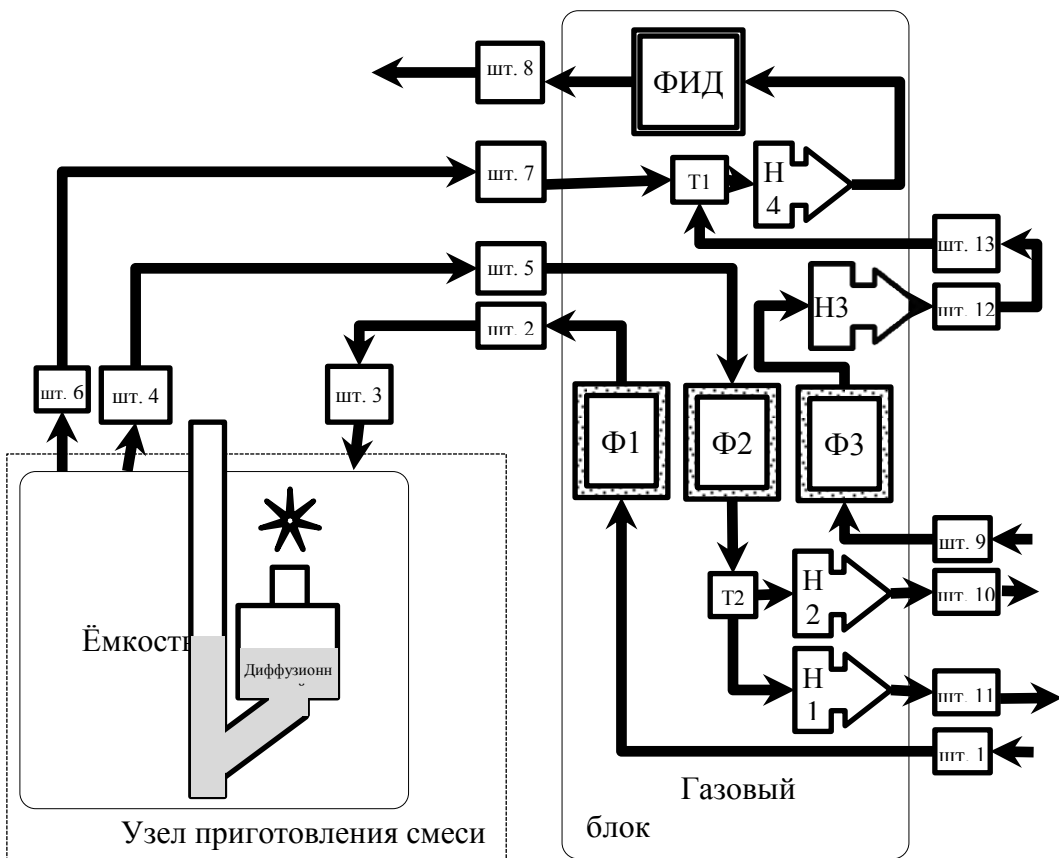 шт. 8
ФИД
шт. 7
Т1
Н
4
шт. 13
шт. 5
Н3
шт. 12
шт. 2
шт. 6
шт. 4
шт. 3
Ф1
Ф2
Ф3
шт. 9
Т2
Н
2
шт. 10
Ёмкость
Диффузионн
Н
1
шт. 11
шт. 1
Газовый
блок
Узел приготовления смеси